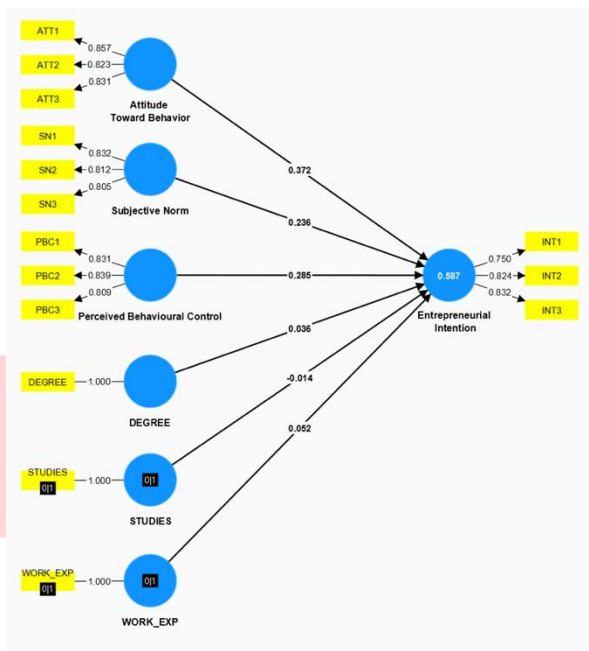 ATT1
0.857
ATT2
0.823
0.831
ATT3
Attitude
Toward Behavior
0.372
SN1
0.832
SN2
0.812
0.805
SN3
Subjective Norm
0.236
PBC1
0.831
PBC2
0.839
0.809
PBC3
Perceived Behavioural Control
0.285
0.587
Entrepreneurial
Intention
INT1
0.750
INT2
0.824
0.832
INT3
DEGREE
1.000
DEGREE
0.036
STUDIES
0|1
1.000
0|1
STUDIES
-0.014
WORK_EXP
0|1
1.000
0|1
WORK_EXP
0.052